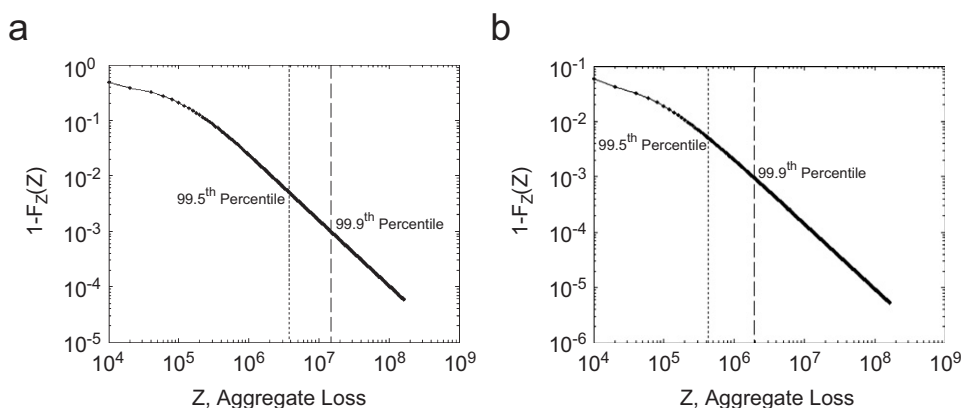 a
10^0
10^-1
10^-2
10^-3
10^-4
10^-5
1-F_Z(Z)
99.5^th Percentile
99.9^th Percentile
10^4 10^5 10^6 10^7 10^8 10^9
Z, Aggregate Loss
b
10^-1
10^-2
10^-3
10^-4
10^-5
10^-6
1-F_Z(Z)
99.5^th Percentile
99.9^th Percentile
10^4 10^5 10^6 10^7 10^8 10^9
Z, Aggregate Loss